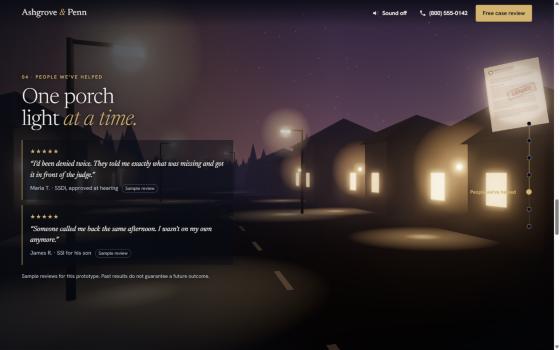 Ashgrove & Penn
Sound off
(800) 555-0142
Free case review
04 · PEOPLE WE'VE HELPED
One porch
light at a time.
★★★★★
“I'd been denied twice. They told me exactly what was missing and got
it in front of the judge.”
Maria T. · SSDI, approved at hearing
Sample review
★★★★★
“Someone called me back the same afternoon. I wasn't on my own
anymore.”
James R. · SSI for his son
Sample review
People we've helped
Sample reviews for this prototype. Past results do not guarantee a future outcome.